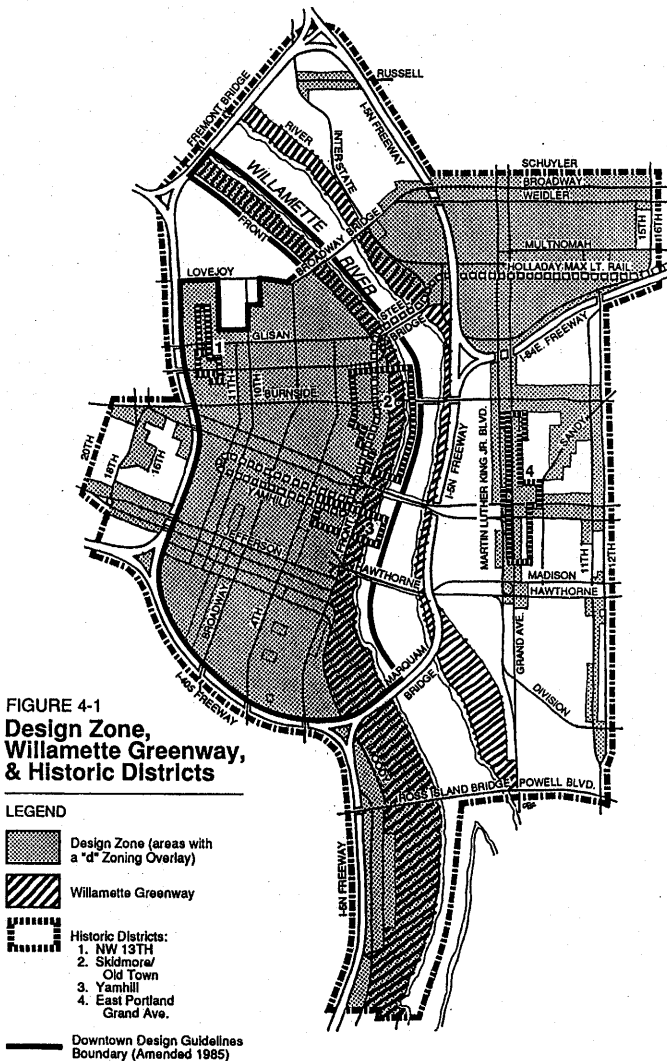 RUSSELL
FREMONT BRIDGE
I-5N FREEWAY
RIVER
INTERSTATE
SCHUYLER
BROADWAY
WEIDLER
WILLAMETTE
RIVER
FRONT
BROADWAY BRIDGE
15TH
16TH
MULTNOMAH
HOLLADAY MAX LT. RAIL
LOVEJOY
STEEL
BRIDGE
1
GLISAN
I-84E. FREEWAY
11TH
10TH
BURNSIDE
2
20TH
18TH
16TH
I-5N FREEWAY
MARTIN LUTHER KING JR. BLVD.
SANDY
4
YAMHILL
3
JEFFERSON
11TH
12TH
MADISON
HAWTHORNE
HAWTHORNE
BROADWAY
4TH
GRAND AVE.
MARQUAM
BRIDGE
DIVISION
I-405 FREEWAY
MOODY
ROSS ISLAND BRIDGE
POWELL BLVD.
I-5N FREEWAY
FIGURE 4-1
Design Zone,
Willamette Greenway,
& Historic Districts
LEGEND
Design Zone (areas with
a "d" Zoning Overlay)
Willamette Greenway
Historic Districts:
1. NW 13TH
2. Skidmore/
Old Town
3. Yamhill
4. East Portland
Grand Ave.
Downtown Design Guidelines
Boundary (Amended 1985)